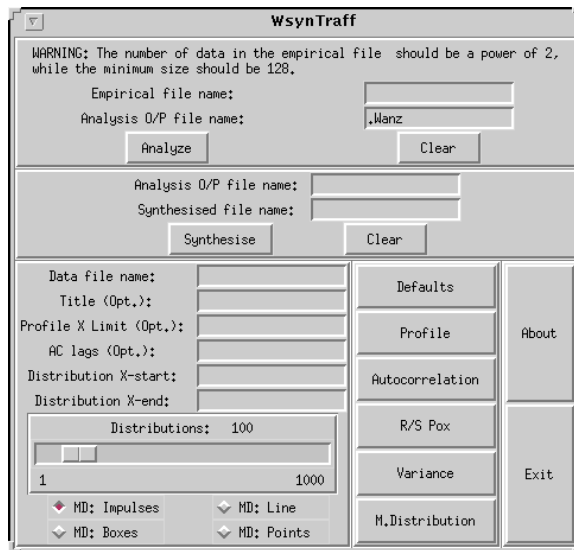 WsynTraff
WARNING: The number of data in the empirical file should be a power of 2,
while the minimum size should be 128.
Empirical file name:
Analysis O/P file name: .Wanz
Analyze Clear
Analysis O/P file name:
Synthesised file name:
Synthesise Clear
Data file name:
Title (Opt.):
Profile X Limit (Opt.):
AC lags (Opt.):
Distribution X-start:
Distribution X-end:
Distributions: 100
1 1000
MD: Impulses MD: Line
MD: Boxes MD: Points
Defaults
Profile
Autocorrelation
R/S Pox
Variance
M.Distribution
About
Exit